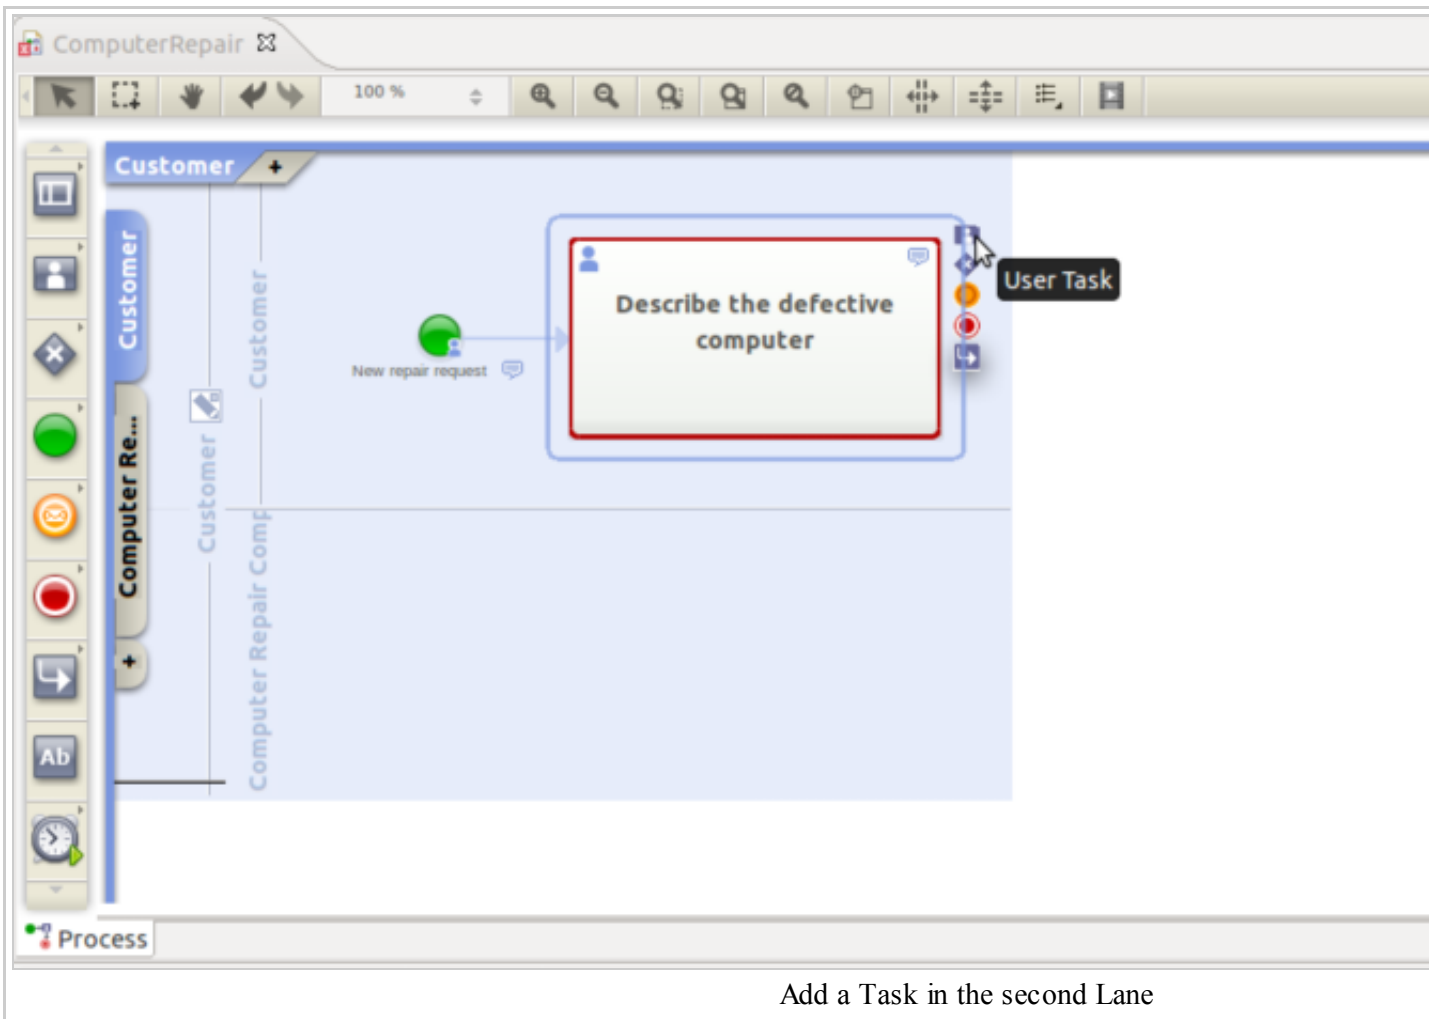 ComputerRepair
100 %
Customer +
Customer
Computer Re...
+
Customer
Customer
Computer Repair Comp
New repair request
Describe the defective
computer
User Task
Ab
Process
Add a Task in the second Lane